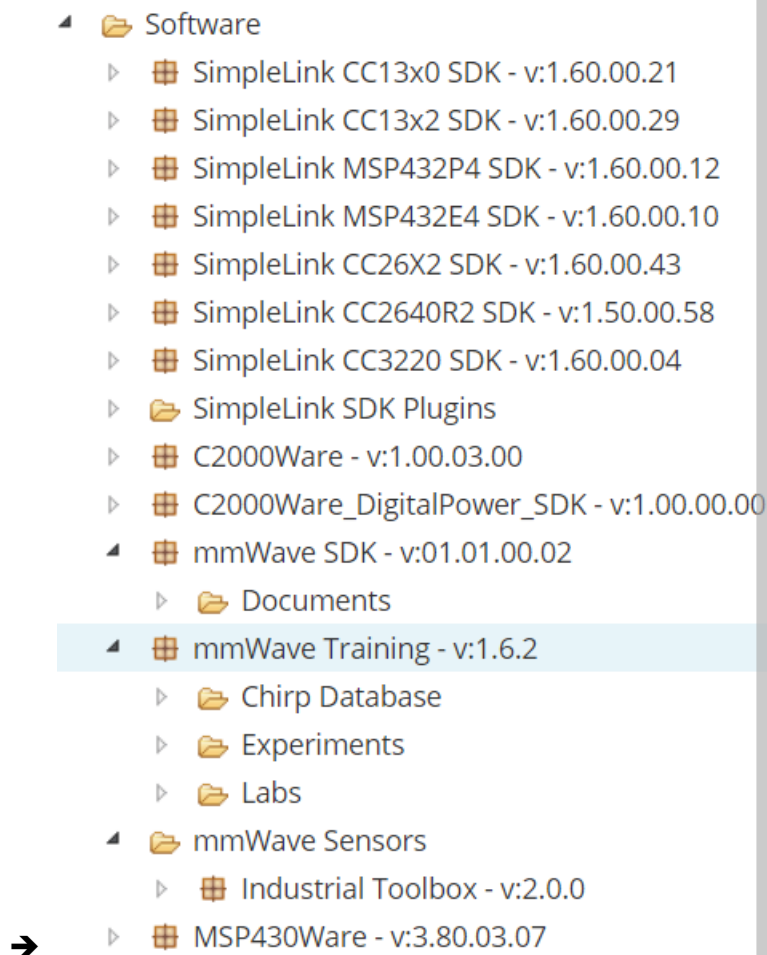 Software
SimpleLink CC13x0 SDK - v:1.60.00.21
SimpleLink CC13x2 SDK - v:1.60.00.29
SimpleLink MSP432P4 SDK - v:1.60.00.12
SimpleLink MSP432E4 SDK - v:1.60.00.10
SimpleLink CC26X2 SDK - v:1.60.00.43
SimpleLink CC2640R2 SDK - v:1.50.00.58
SimpleLink CC3220 SDK - v:1.60.00.04
SimpleLink SDK Plugins
C2000Ware - v:1.00.03.00
C2000Ware_DigitalPower_SDK - v:1.00.00.00
mmWave SDK - v:01.01.00.02
Documents
mmWave Training - v:1.6.2
Chirp Database
Experiments
Labs
mmWave Sensors
Industrial Toolbox - v:2.0.0
MSP430Ware - v:3.80.03.07